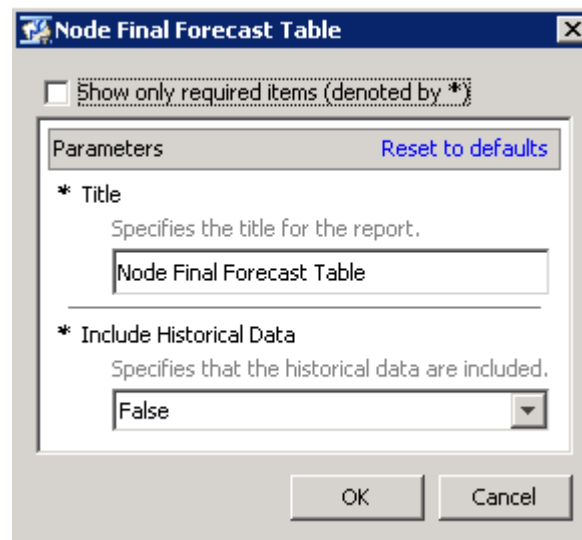 Node Final Forecast Table
Show only required items (denoted by *)
Parameters Reset to defaults
* Title
Specifies the title for the report.
Node Final Forecast Table
* Include Historical Data
Specifies that the historical data are included.
False
OK Cancel